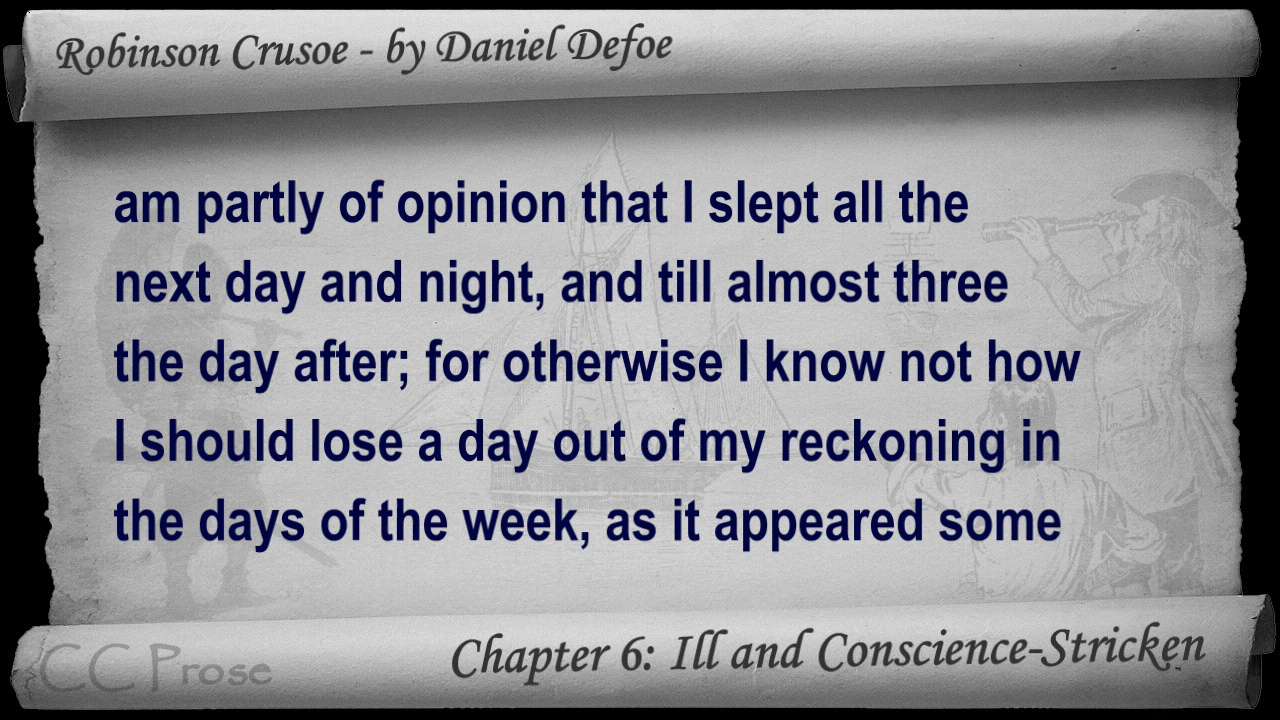 Robinson Crusoe - by Daniel Defoe
am partly of opinion that I slept all the
next day and night, and till almost three
the day after; for otherwise I know not how
I should lose a day out of my reckoning in
the days of the week, as it appeared some
Chapter 6: Ill and Conscience-Stricken
CC Prose